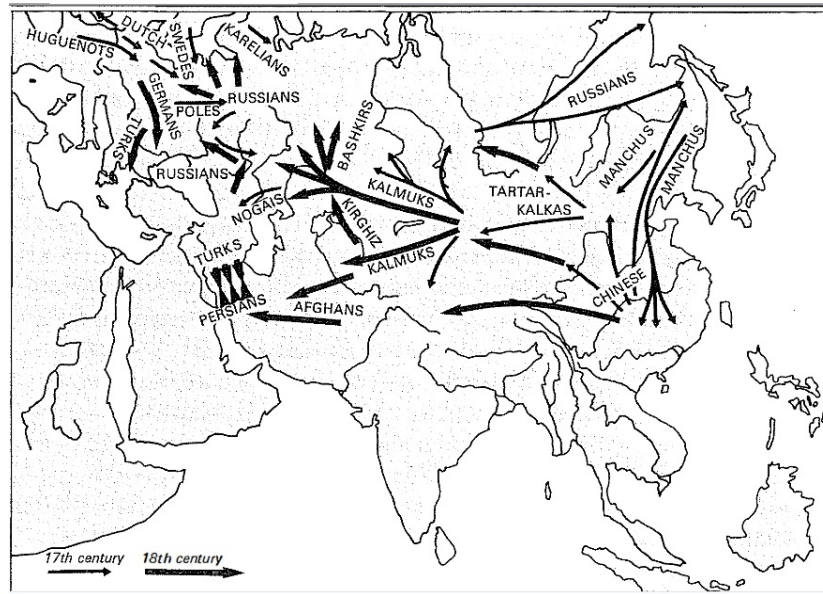 DUTCH
HUGUENOTS
SWEDES
KARELIANS
GERMANS
POLES
RUSSIANS
TURKS
RUSSIANS
BASHKIRS
NOGAIS
KIRGHIZ
KALMUKS
KALMUKS
TURKS
PERSIANS
AFGHANS
RUSSIANS
MANCHUS
MANCHUS
TARTAR-
KALKAS
CHINESE
17th century
18th century